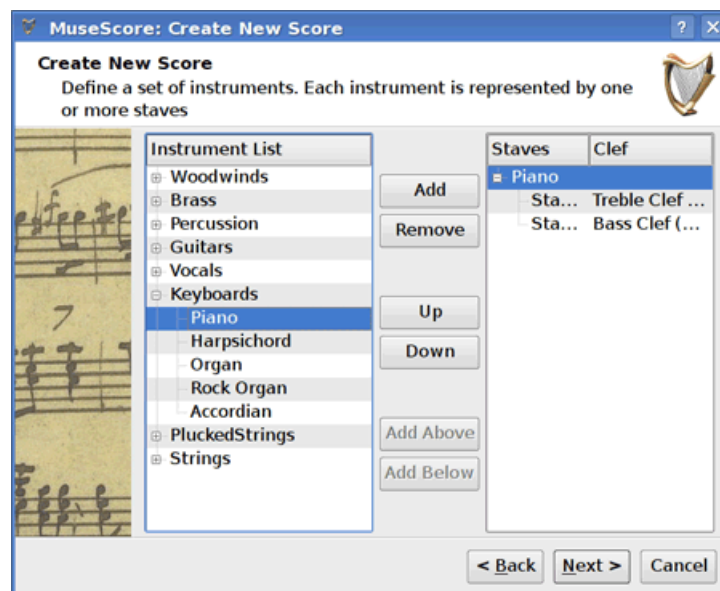 MuseScore: Create New Score
Create New Score
Define a set of instruments. Each instrument is represented by one
or more staves
Instrument List
Woodwinds
Brass
Percussion
Guitars
Vocals
Keyboards
Piano
Harpsichord
Organ
Rock Organ
Accordian
PluckedStrings
Strings
Add
Remove
Up
Down
Add Above
Add Below
Staves Clef
Piano
Sta... Treble Clef ...
Sta... Bass Clef (...
< Back Next > Cancel